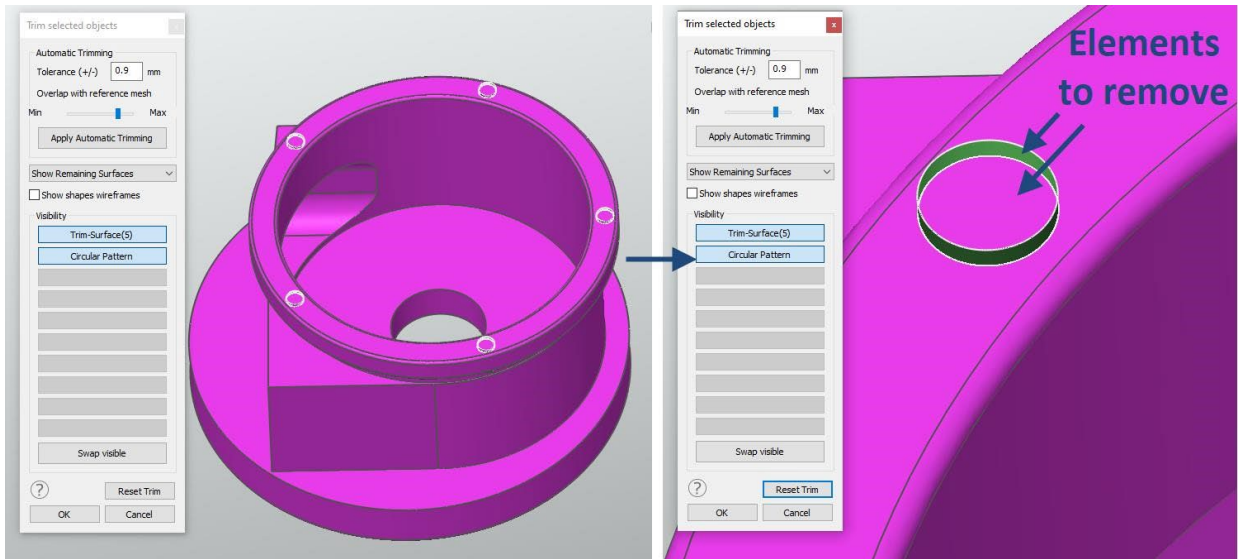 Trim selected objects
x
Automatic Trimming
Tolerance (+/-) 0.9 mm
Overlap with reference mesh
Min Max
Apply Automatic Trimming
Show Remaining Surfaces
Show shapes wireframes
Visibility
Trim-Surface(5)
Circular Pattern
Swap visible
? Reset Trim
OK Cancel
Trim selected objects
x
Automatic Trimming
Tolerance (+/-) 0.9 mm
Overlap with reference mesh
Min Max
Apply Automatic Trimming
Show Remaining Surfaces
Show shapes wireframes
Visibility
Trim-Surface(5)
Circular Pattern
Swap visible
? Reset Trim
OK Cancel
Elements
to remove